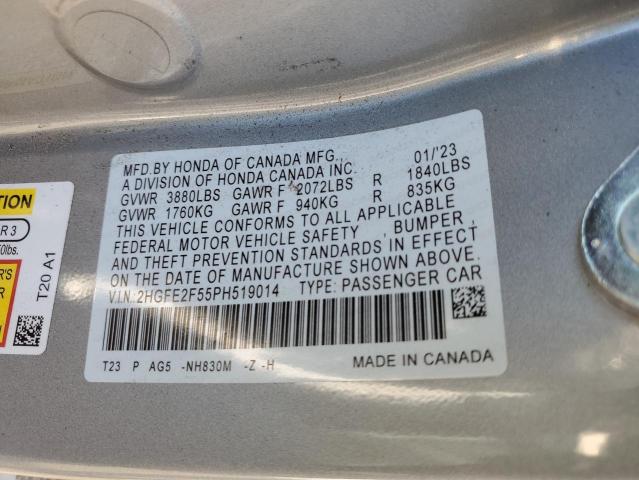 MFD.BY HONDA OF CANADA MFG., 01/'23
A DIVISION OF HONDA CANADA INC.
GVWR 3880LBS GAWR F 2072LBS R 1840LBS
GVWR 1760KG GAWR F 940KG R 835KG
THIS VEHICLE CONFORMS TO ALL APPLICABLE
FEDERAL MOTOR VEHICLE SAFETY , BUMPER ,
AND THEFT PREVENTION STANDARDS IN EFFECT
ON THE DATE OF MANUFACTURE SHOWN ABOVE.
V.I.N. 2HGFE2F55PH519014 TYPE: PASSENGER CAR
T23 P AG5 -NH830M -Z -H MADE IN CANADA
R 3
lbs.
T20 A1